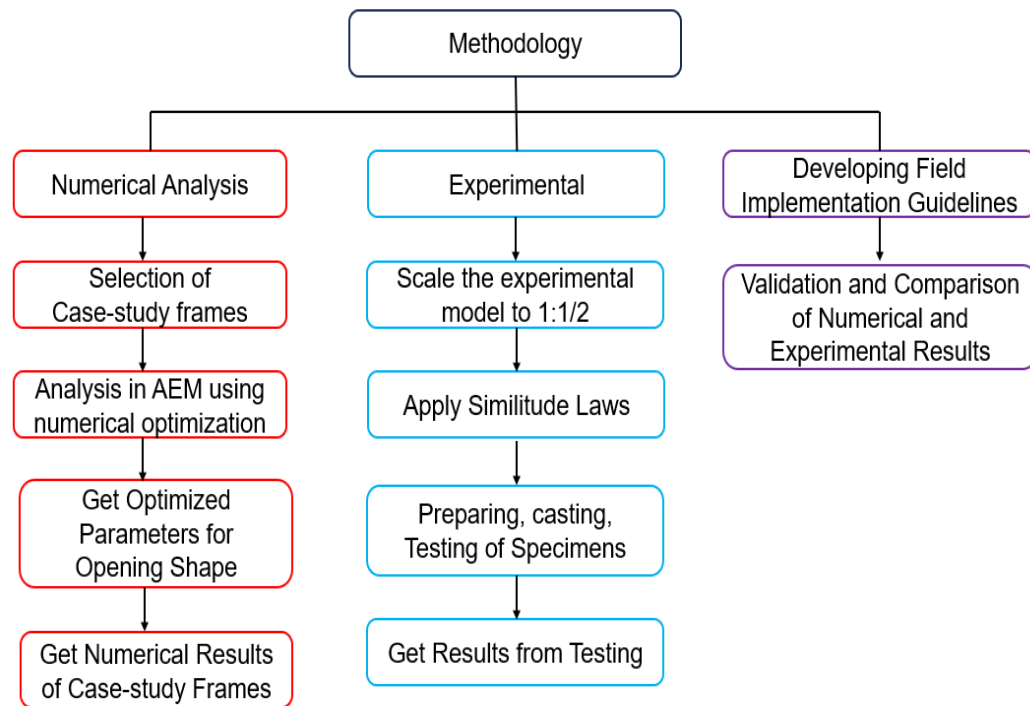 Methodology
Numerical Analysis
Selection of
Case-study frames
Analysis in AEM using
numerical optimization
Get Optimized
Parameters for
Opening Shape
Get Numerical Results
of Case-study Frames
Experimental
Scale the experimental
model to 1:1/2
Apply Similitude Laws
Preparing, casting,
Testing of Specimens
Get Results from Testing
Developing Field
Implementation Guidelines
Validation and Comparison
of Numerical and
Experimental Results